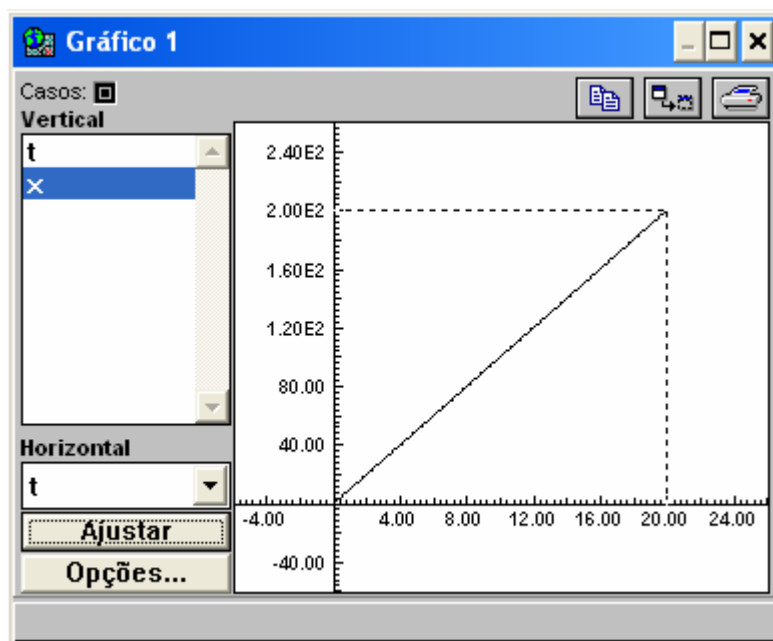 Gráfico 1
Casos:
Vertical
t
x
Horizontal
t
Ajustar
Opções...
2.40E2
2.00E2
1.60E2
1.20E2
80.00
40.00
-4.00 4.00 8.00 12.00 16.00 20.00 24.00
-40.00